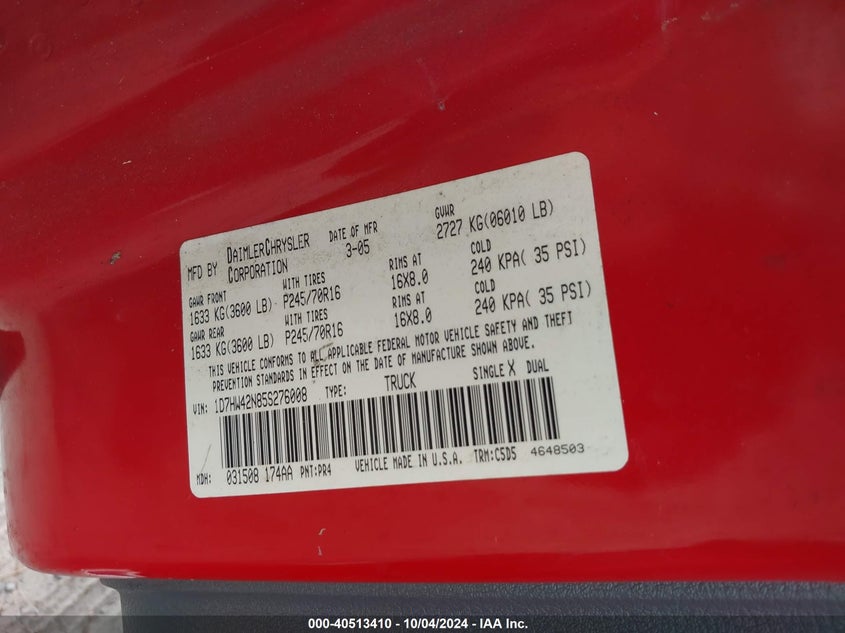 MFD BY DAIMLERCHRYSLER CORPORATION
DATE OF MFR 3-05
GVWR 2727 KG(06010 LB)
GAWR FRONT WITH TIRES RIMS AT COLD
1633 KG(3600 LB) P245/70R16 16X8.0 240 KPA( 35 PSI)
GAWR REAR WITH TIRES RIMS AT COLD
1633 KG(3600 LB) P245/70R16 16X8.0 240 KPA( 35 PSI)
THIS VEHICLE CONFORMS TO ALL APPLICABLE FEDERAL MOTOR VEHICLE SAFETY AND THEFT
PREVENTION STANDARDS IN EFFECT ON THE DATE OF MANUFACTURE SHOWN ABOVE.
VIN: 1D7HW42N85S276008 TYPE: TRUCK SINGLE X DUAL
MDH: 031508 174AA PNT:PR4 VEHICLE MADE IN U.S.A. TRM:C5D5 4648503
000-40513410 - 10/04/2024 - IAA Inc.